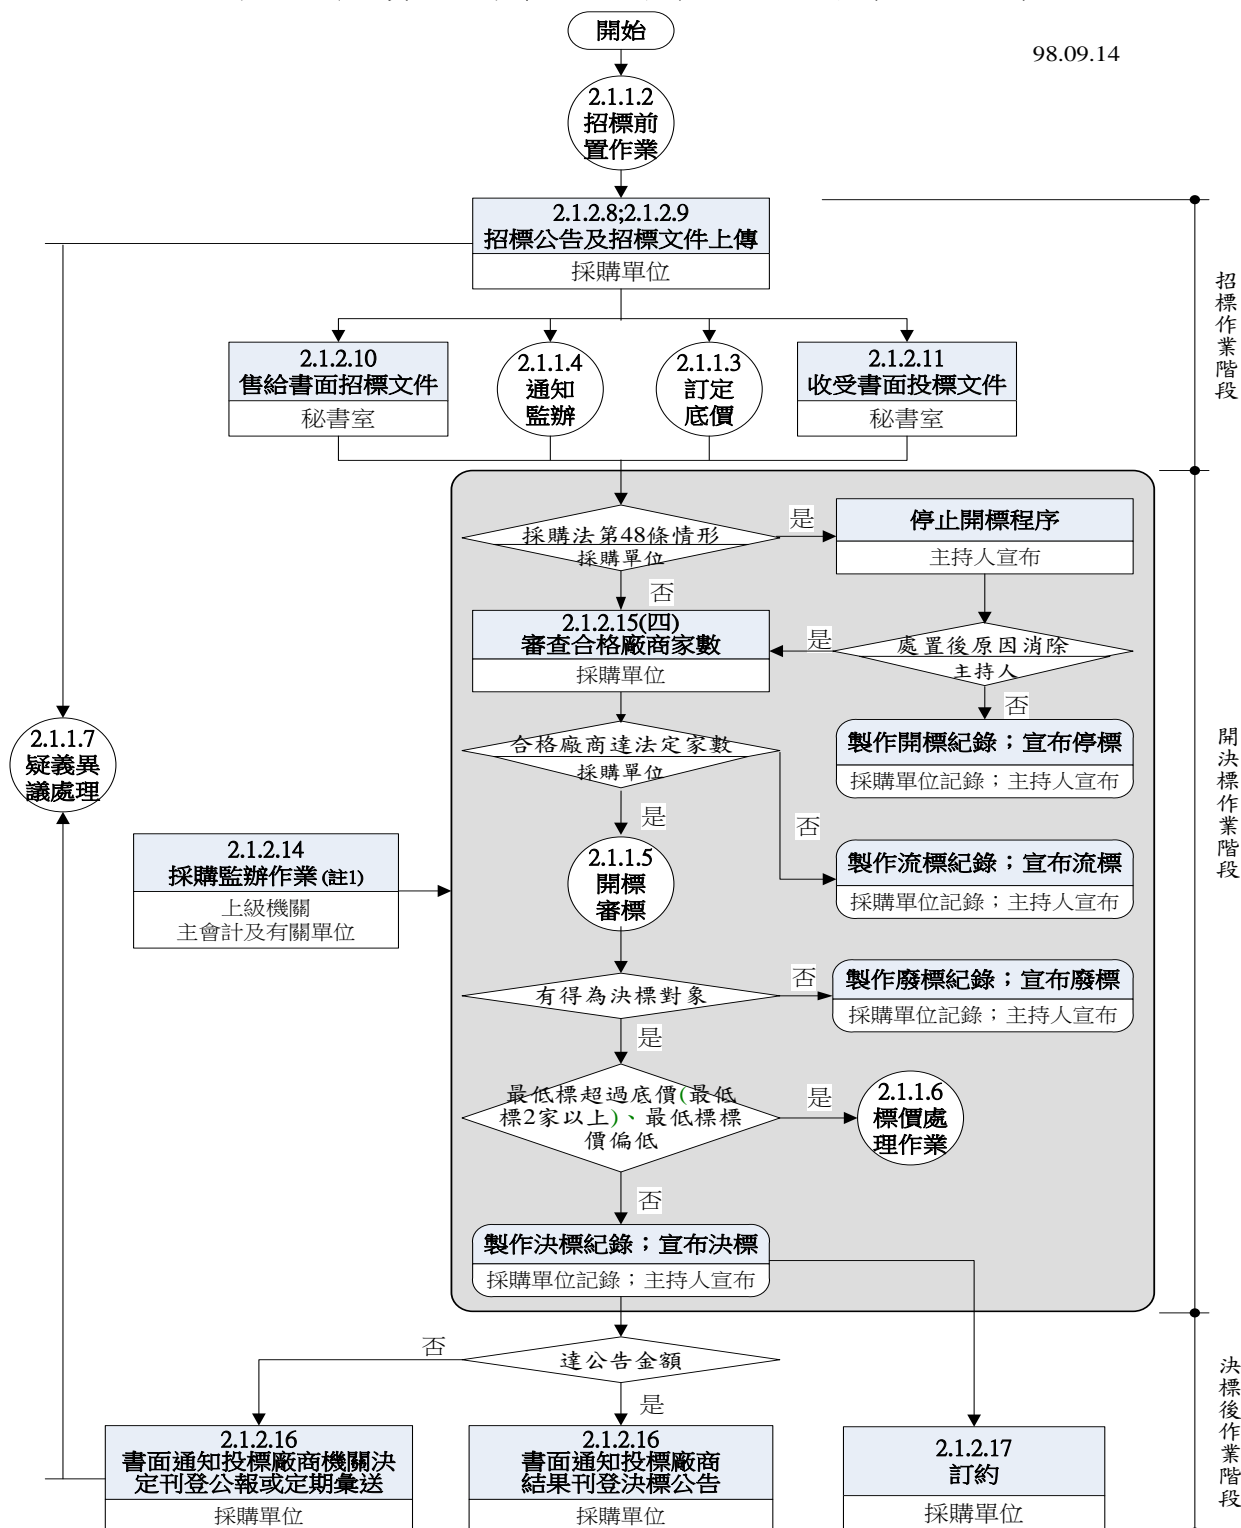 開始
98.09.14
2.1.1.2
招標前
置作業
2.1.2.8;2.1.2.9
招標公告及招標文件上傳
採購單位
招標作業階段
2.1.2.10
售給書面招標文件
秘書室
2.1.1.4
通知
監辦
2.1.1.3
訂定
底價
2.1.2.11
收受書面投標文件
秘書室
採購法第48條情形
採購單位
是
停止開標程序
主持人宣布
否
2.1.2.15(四)
審查合格廠商家數
採購單位
是
處置後原因消除
主持人
否
製作開標紀錄；宣布停標
採購單位記錄；主持人宣布
開決標作業階段
2.1.1.7
疑義異
議處理
合格廠商達法定家數
採購單位
是
否
2.1.2.14
採購監辦作業(註1)
上級機關
主會計及有關單位
2.1.1.5
開標
審標
製作流標紀錄；宣布流標
採購單位記錄；主持人宣布
有得為決標對象
否
製作廢標紀錄；宣布廢標
採購單位記錄；主持人宣布
是
最低標超過底價(最低
標2家以上)、最低標標
價偏低
是
2.1.1.6
標價處
理作業
否
製作決標紀錄；宣布決標
採購單位記錄；主持人宣布
達公告金額
否
是
決標後作業階段
2.1.2.16
書面通知投標廠商機關決
定刊登公報或定期彙送
採購單位
2.1.2.16
書面通知投標廠商
結果刊登決標公告
採購單位
2.1.2.17
訂約
採購單位